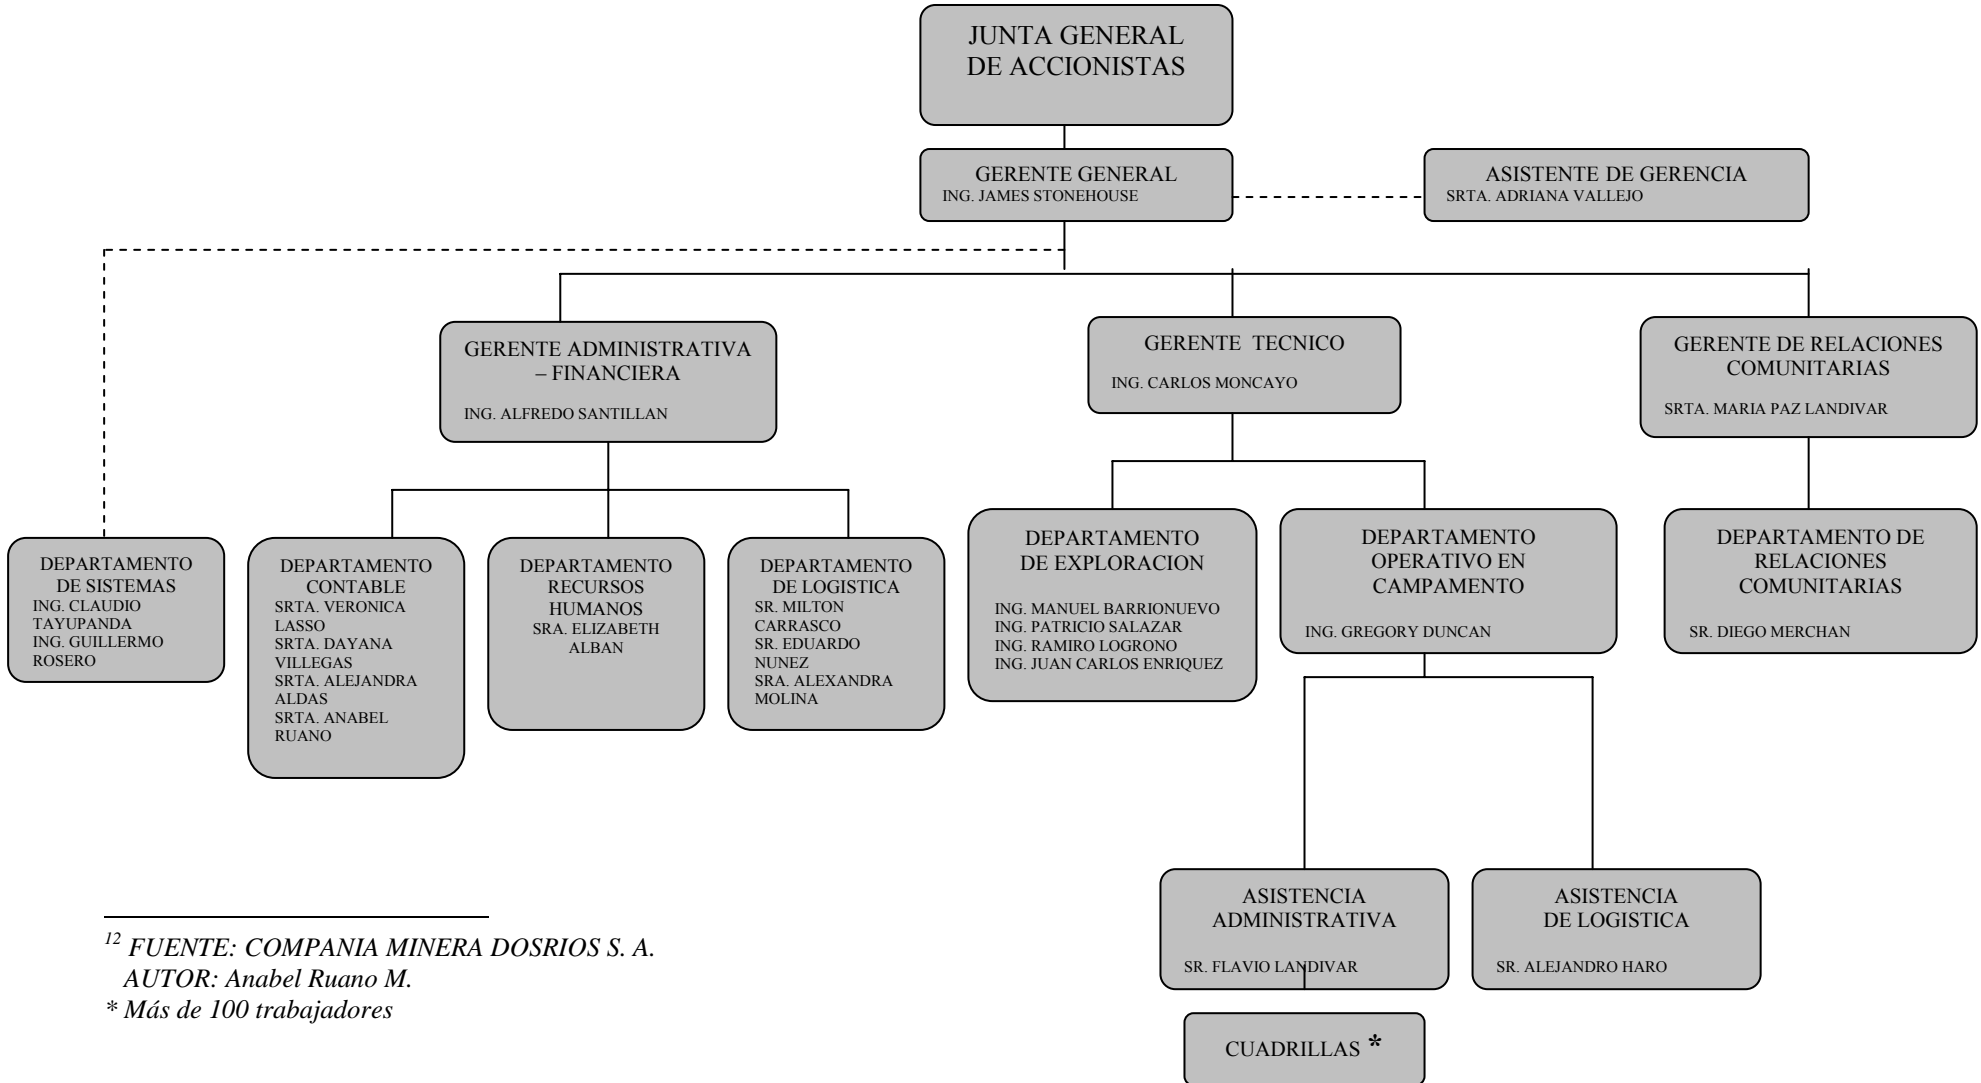 JUNTA GENERAL
DE ACCIONISTAS
GERENTE GENERAL
ING. JAMES STONEHOUSE
ASISTENTE DE GERENCIA
SRTA. ADRIANA VALLEJO
GERENTE ADMINISTRATIVA
– FINANCIERA
ING. ALFREDO SANTILLAN
GERENTE TECNICO
ING. CARLOS MONCAYO
GERENTE DE RELACIONES
COMUNITARIAS
SRTA. MARIA PAZ LANDIVAR
DEPARTAMENTO
DE SISTEMAS
ING. CLAUDIO
TAYUPANDA
ING. GUILLERMO
ROSERO
DEPARTAMENTO
CONTABLE
SRTA. VERONICA
LASSO
SRTA. DAYANA
VILLEGAS
SRTA. ALEJANDRA
ALDAS
SRTA. ANABEL
RUANO
DEPARTAMENTO
RECURSOS
HUMANOS
SRA. ELIZABETH
ALBAN
DEPARTAMENTO
DE LOGISTICA
SR. MILTON
CARRASCO
SR. EDUARDO
NUNEZ
SRA. ALEXANDRA
MOLINA
DEPARTAMENTO
DE EXPLORACION
ING. MANUEL BARRIONUEVO
ING. PATRICIO SALAZAR
ING. RAMIRO LOGRONO
ING. JUAN CARLOS ENRIQUEZ
DEPARTAMENTO
OPERATIVO EN
CAMPAMENTO
ING. GREGORY DUNCAN
DEPARTAMENTO DE
RELACIONES
COMUNITARIAS
SR. DIEGO MERCHAN
ASISTENCIA
ADMINISTRATIVA
SR. FLAVIO LANDIVAR
ASISTENCIA
DE LOGISTICA
SR. ALEJANDRO HARO
CUADRILLAS *
12 FUENTE: COMPANIA MINERA DOSRIOS S. A.
AUTOR: Anabel Ruano M.
* Más de 100 trabajadores